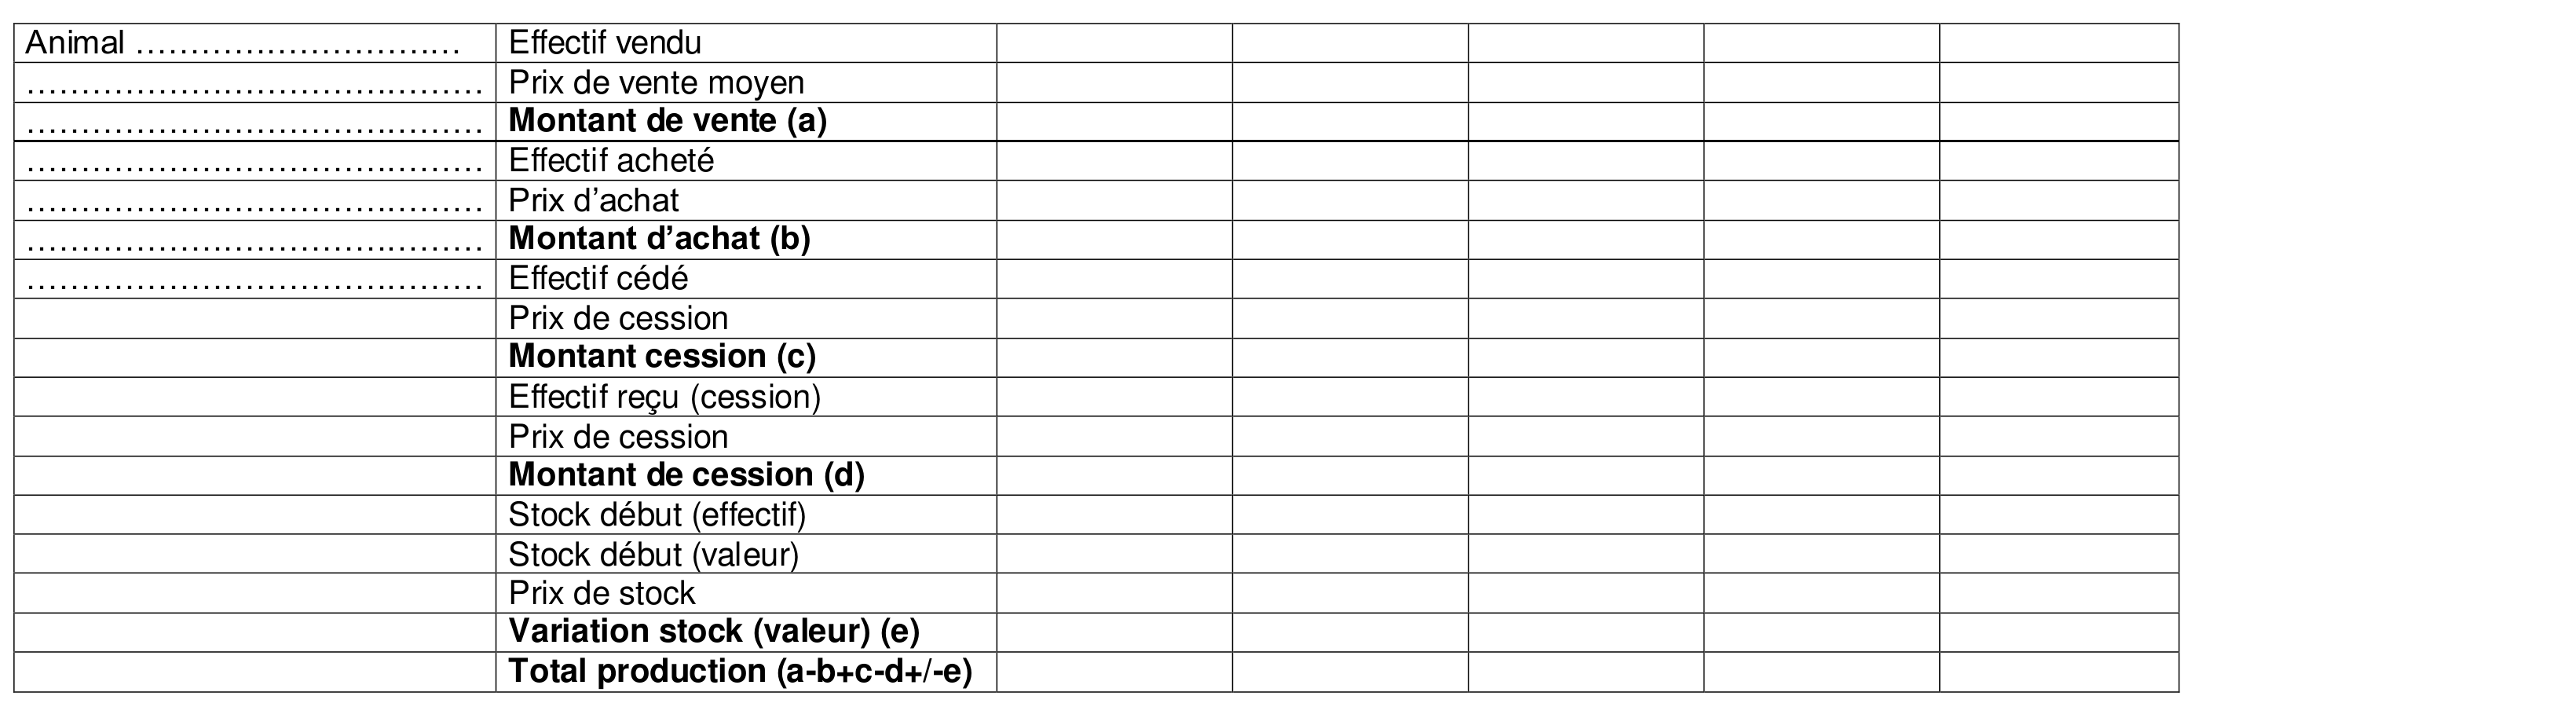 Animal ………………………… Effectif vendu
…………………………………… Prix de vente moyen
…………………………………… Montant de vente (a)
…………………………………… Effectif acheté
…………………………………… Prix d’achat
…………………………………… Montant d’achat (b)
…………………………………… Effectif cédé
Prix de cession
Montant cession (c)
Effectif reçu (cession)
Prix de cession
Montant de cession (d)
Stock début (effectif)
Stock début (valeur)
Prix de stock
Variation stock (valeur) (e)
Total production (a-b+c-d+/-e)